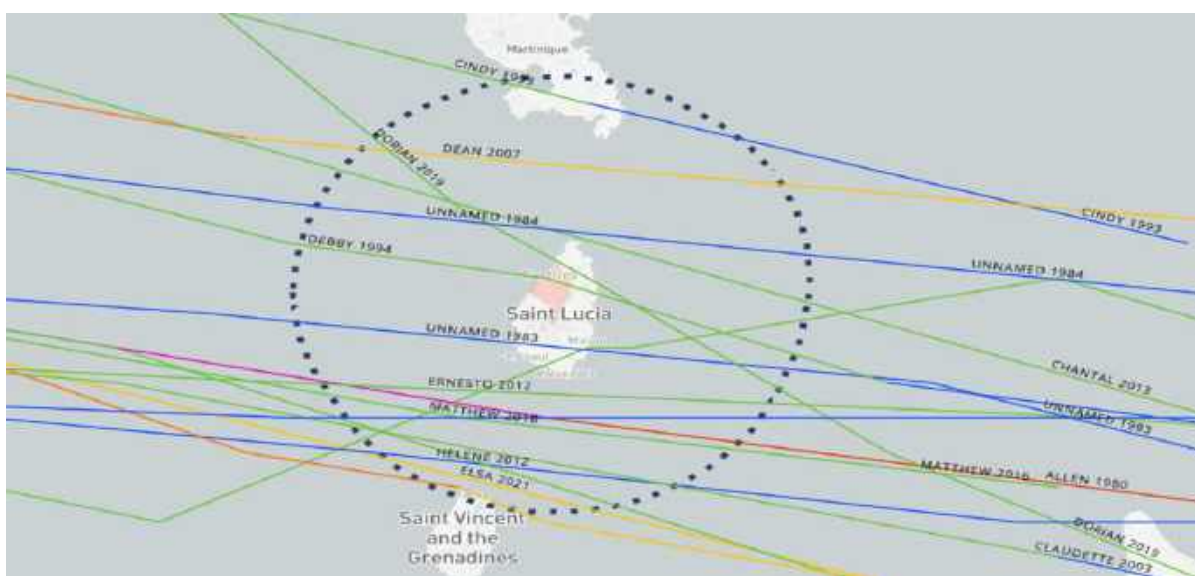 Martinique
CINDY 1993
DORIAN 2019
DEAN 2007
UNNAMED 1984
CINDY 1993
DEBBY 1994
UNNAMED 1984
Saint Lucia
UNNAMED 1983
CHANTAL 2013
ERNESTO 2012
MATTHEW 2016
UNNAMED 1983
HELENE 2012
ELSA 2021
MATTHEW 2016
ALLEN 1980
Saint Vincent
and the
Grenadines
DORIAN 2019
CLAUDETTE 2003